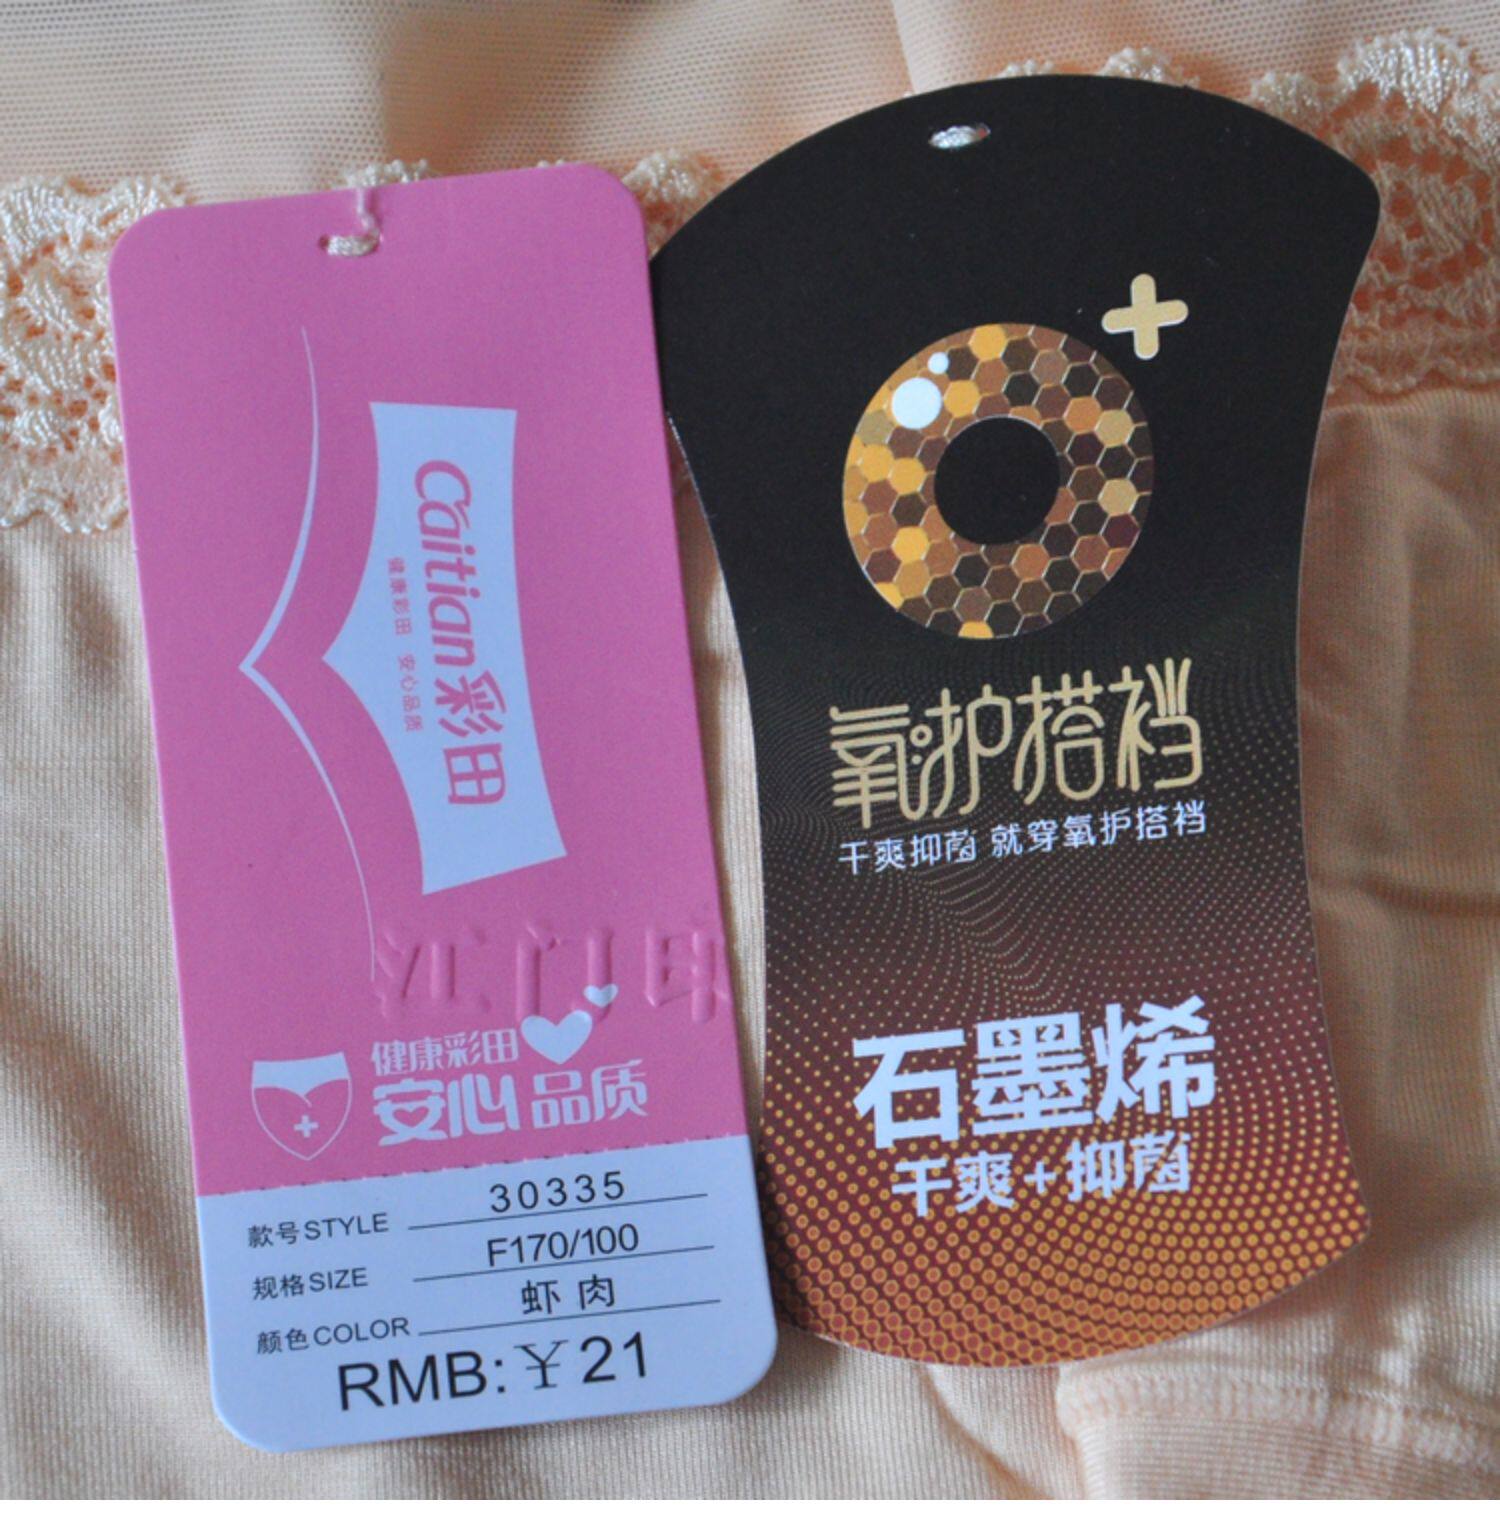 Caitian彩田
健康彩田 安心品质
江门市
健康彩田
安心品质
款号STYLE 30335
规格SIZE F170/100
颜色COLOR 虾肉
RMB:￥21
氧护搭裆
干爽抑菌 就穿氧护搭裆
石墨烯
干爽+抑菌